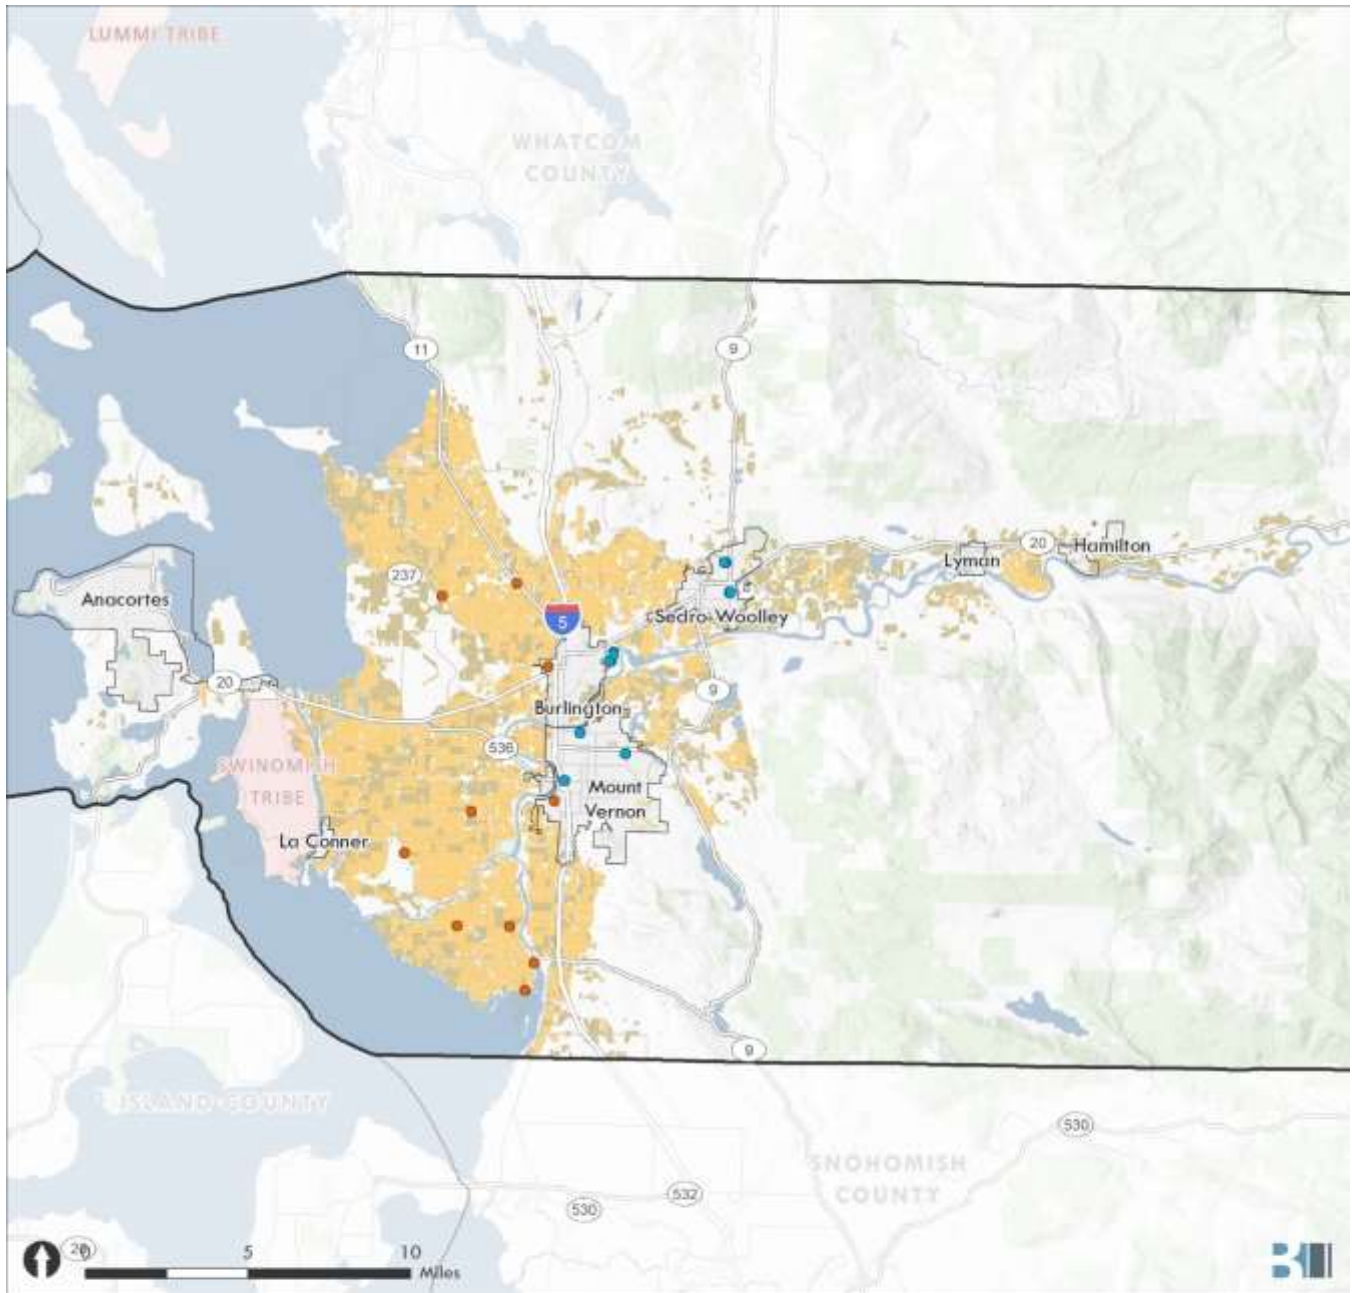 LUMMI TRIBE
WHATCOM
COUNTY
11
9
237
20
Hamilton
Lyman
Anacortes
5
Sedro-Woolley
20
9
Burlington
536
SWINOMISH
TRIBE
Mount
Vernon
La Conner
9
ISLAND COUNTY
530
SNOHOMISH
COUNTY
532
530
20
0
5
10
Miles